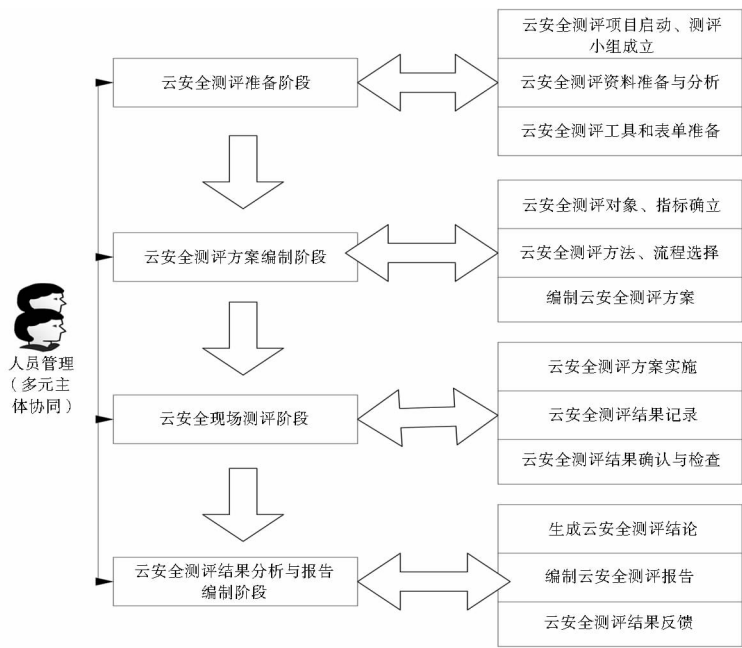 云安全测评项目启动、测评
小组成立
云安全测评准备阶段
云安全测评资料准备与分析
云安全测评工具和表单准备
云安全测评对象、指标确立
云安全测评方案编制阶段
云安全测评方法、流程选择
编制云安全测评方案
人员管理
（多元主
体协同）
云安全测评方案实施
云安全现场测评阶段
云安全测评结果记录
云安全测评结果确认与检查
生成云安全测评结论
云安全测评结果分析与报告
编制阶段
编制云安全测评报告
云安全测评结果反馈